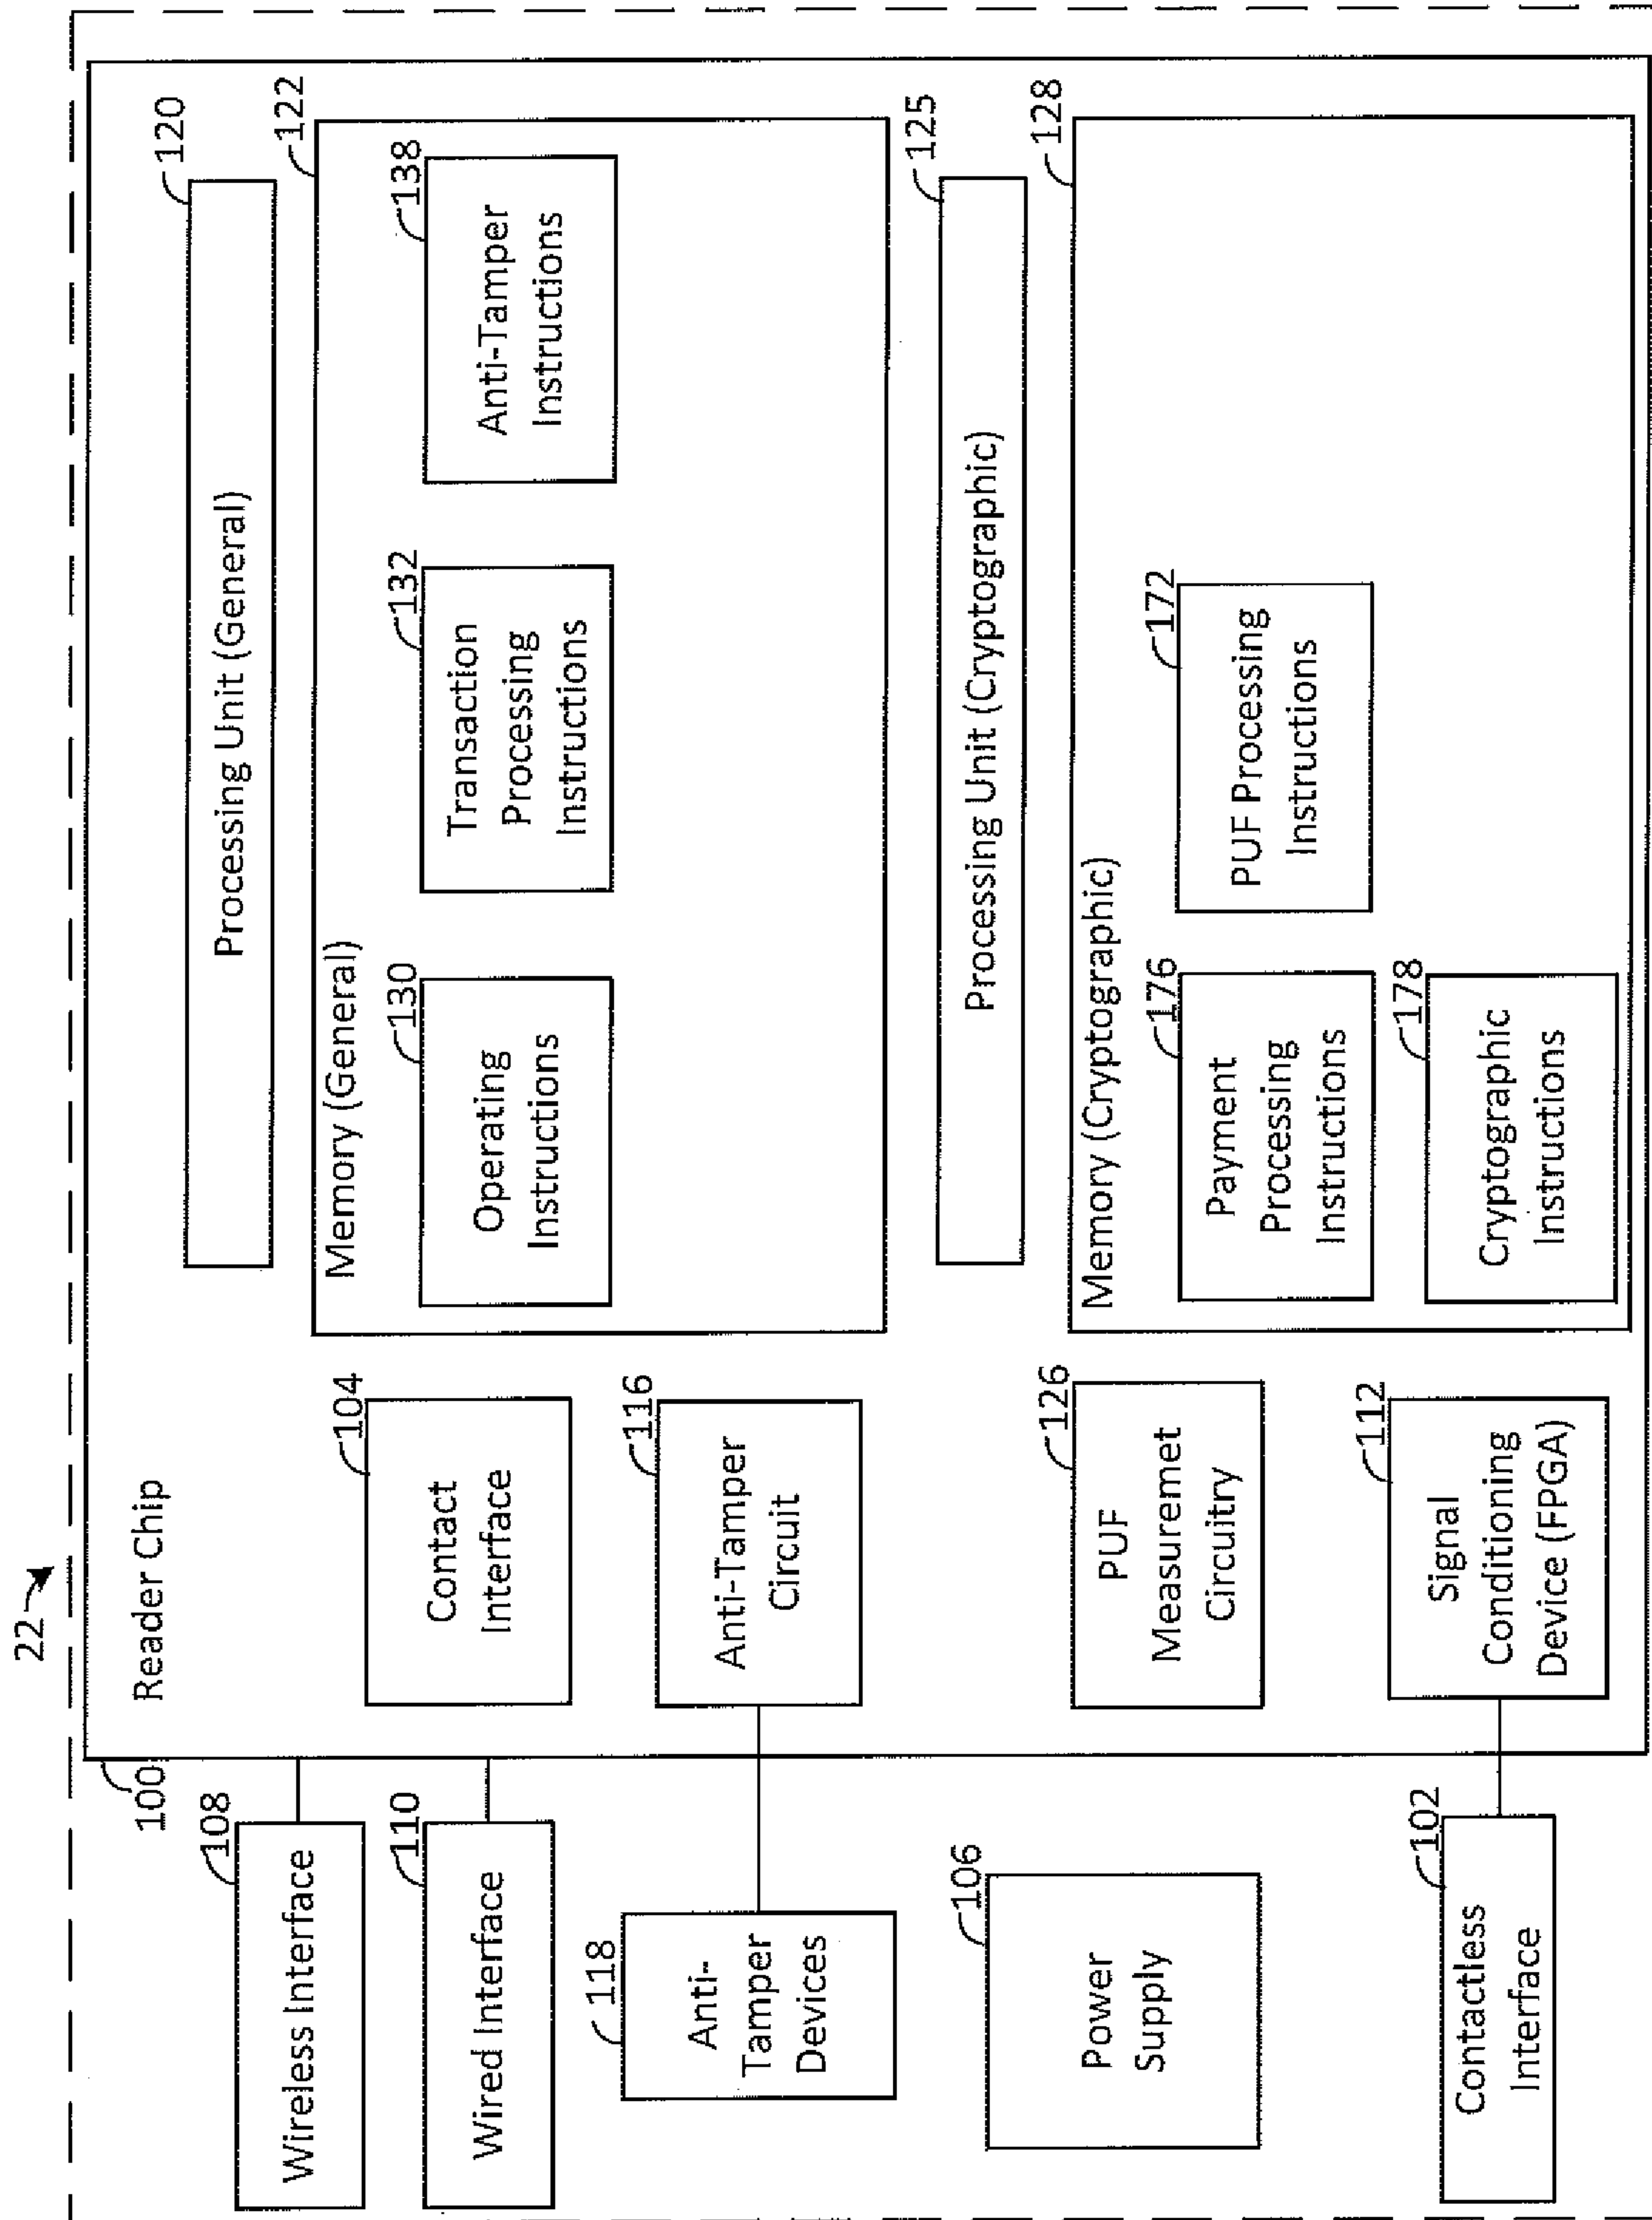 22
100
Reader Chip
108
Wireless Interface
110
Wired Interface
118
Anti-
Tamper
Devices
106
Power
Supply
102
Contactless
Interface
104
Contact
Interface
116
Anti-Tamper
Circuit
126
PUF
Measuremet
Circuitry
112
Signal
Conditioning
Device (FPGA)
120
Processing Unit (General)
122
Memory (General)
130
Operating
Instructions
132
Transaction
Processing
Instructions
138
Anti-Tamper
Instructions
125
Processing Unit (Cryptographic)
128
Memory (Cryptographic)
176
Payment
Processing
Instructions
172
PUF Processing
Instructions
178
Cryptographic
Instructions